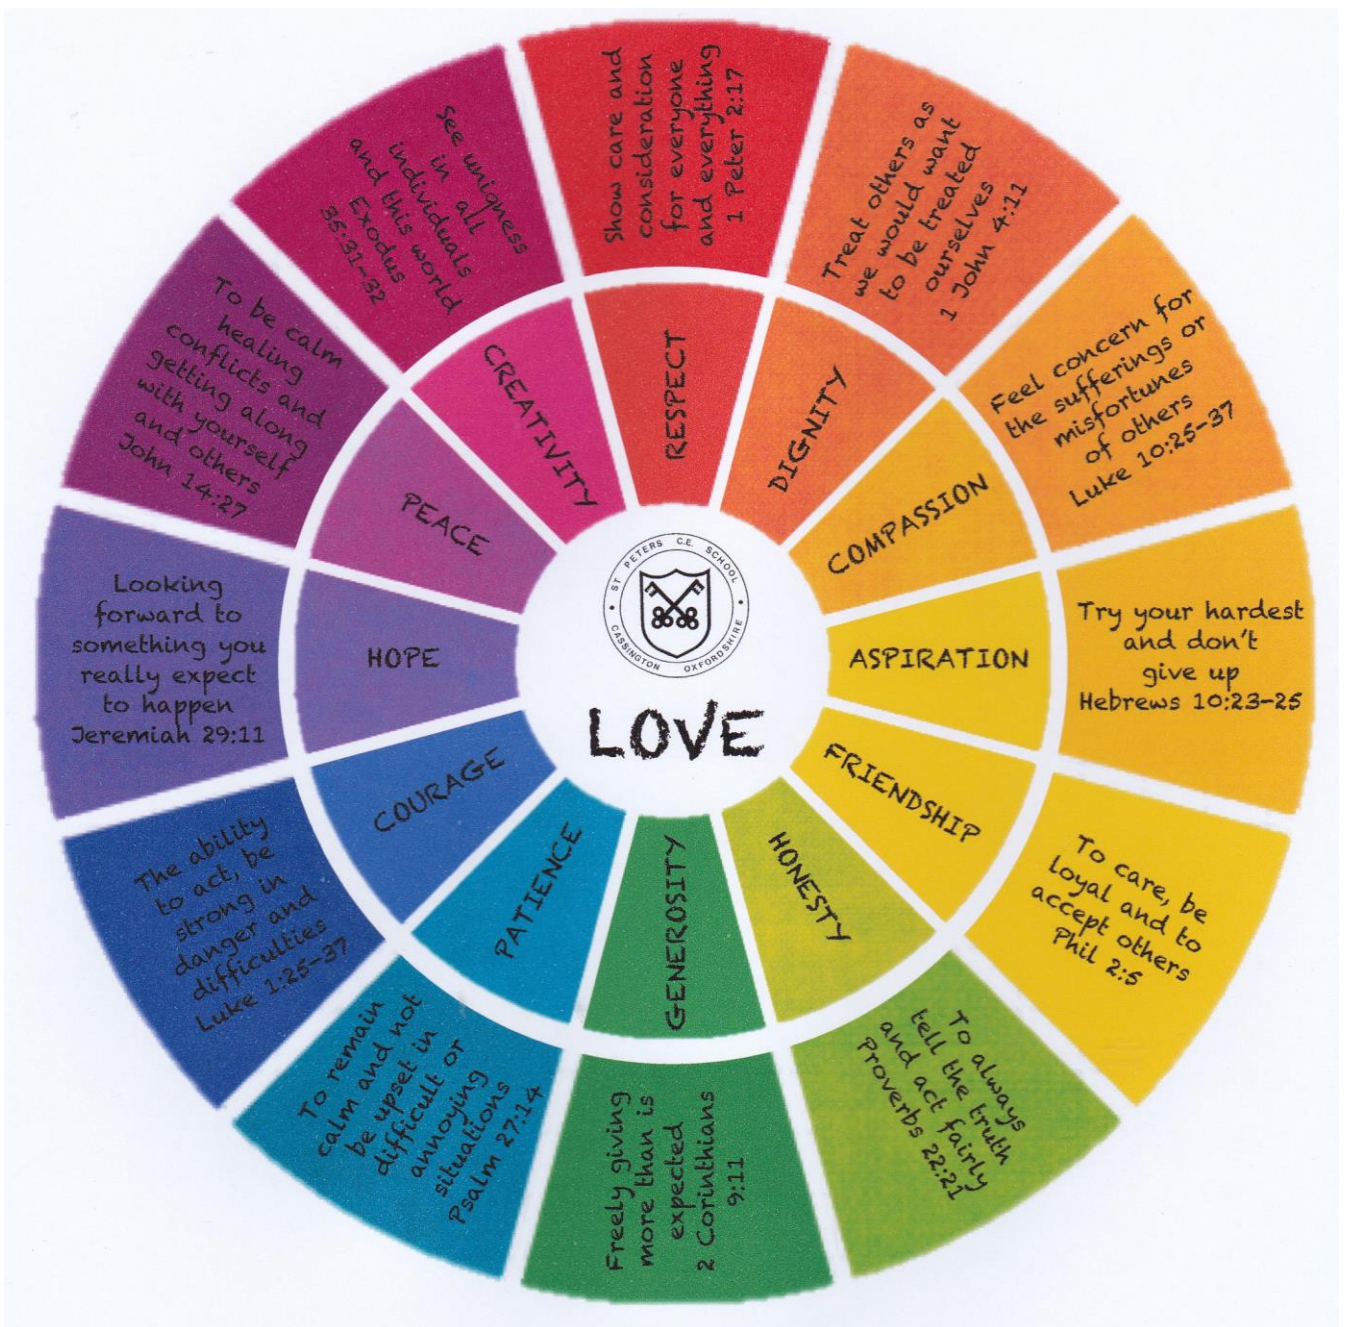 ST PETERS C.E. SCHOOL
CASSINGTON OXFORDSHIRE
LOVE
RESPECT
Show care and
consideration
for everyone
and everything
1 Peter 2:17
DIGNITY
Treat others as
we would want
to be treated
ourselves
1 John 4:11
COMPASSION
Feel concern for
the sufferings or
misfortunes
of others
Luke 10:25-37
ASPIRATION
Try your hardest
and don't
give up
Hebrews 10:23-25
FRIENDSHIP
To care, be
loyal and to
accept others
Phil 2:5
HONESTY
To always
tell the truth
and act fairly
Proverbs 22:21
GENEROSITY
Freely giving
more than is
expected
2 Corinthians
9:11
PATIENCE
To remain
calm and not
be upset in
difficult or
annoying
situations
Psalm 27:14
COURAGE
The ability
to act, be
strong in
danger and
difficulties
Luke 1:25-37
HOPE
Looking
forward to
something you
really expect
to happen
Jeremiah 29:11
PEACE
To be calm
healing
conflicts and
getting along
with yourself
and others
John 14:27
CREATIVITY
See uniqness
in all
individuals
and this world
Exodus
35:31-32